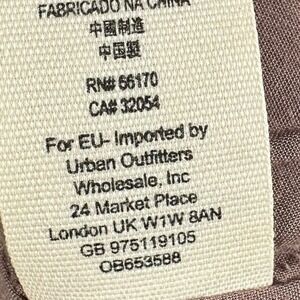 FABRICADO NA CHINA
中國制造
中国製
RN# 66170
CA# 32054
For EU- Imported by
Urban Outfitters
Wholesale, Inc
24 Market Place
London UK W1W 8AN
GB 975119105
OB653588